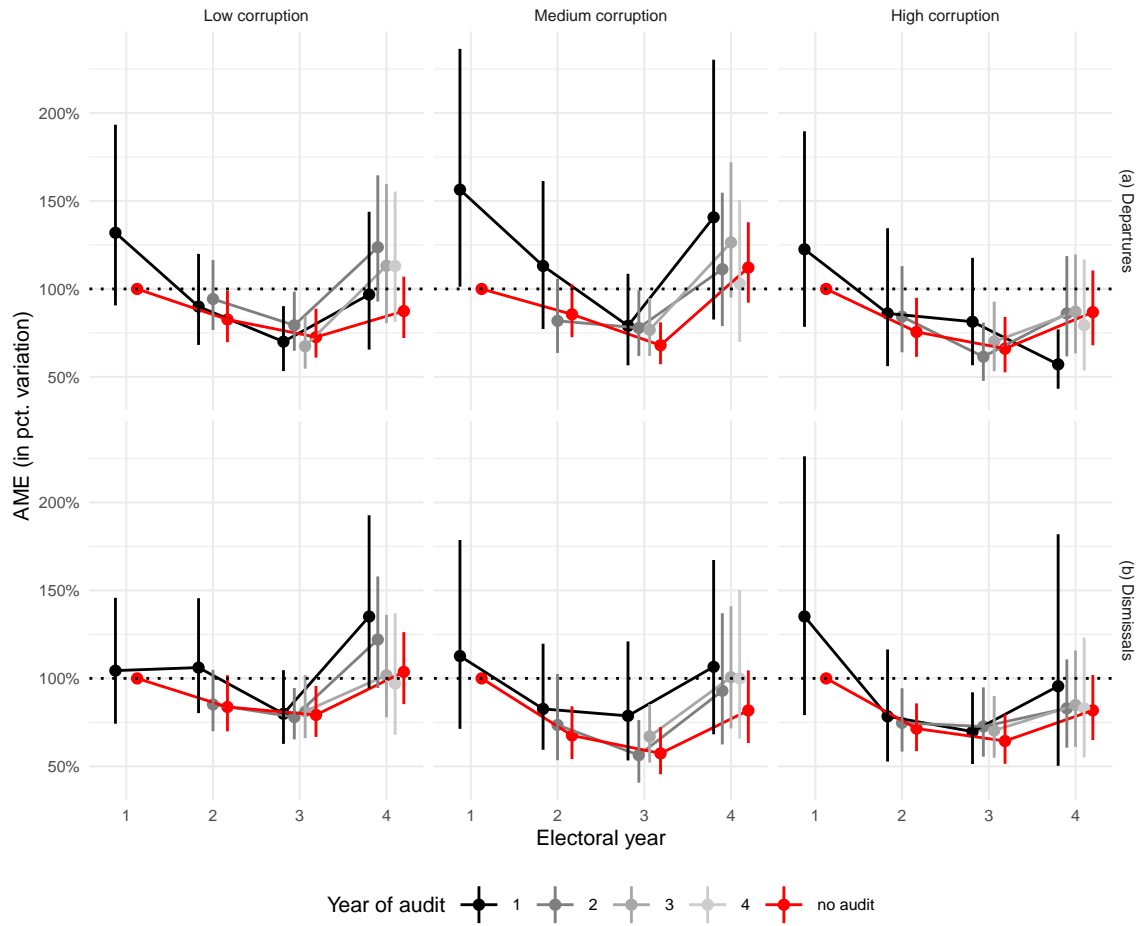 Low corruption
Medium corruption
High corruption
200%
150%
100%
50%
(a) Departures
AME (in pct. variation)
200%
150%
100%
50%
(b) Dismissals
1 2 3 4
1 2 3 4
1 2 3 4
Electoral year
Year of audit 1 2 3 4 no audit